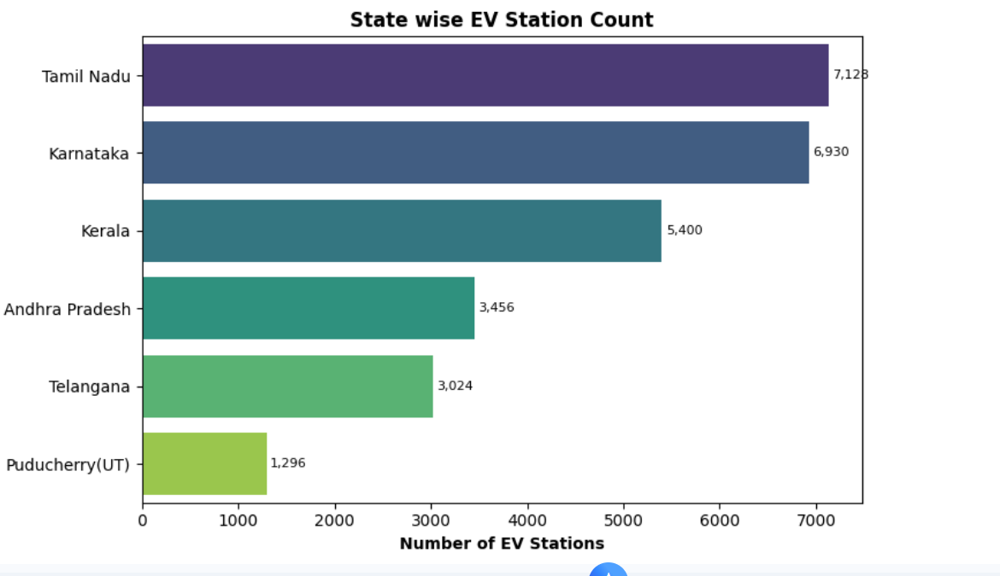 State wise EV Station Count
Tamil Nadu 7,128
Karnataka 6,930
Kerala 5,400
Andhra Pradesh 3,456
Telangana 3,024
Puducherry(UT) 1,296
0 1000 2000 3000 4000 5000 6000 7000
Number of EV Stations